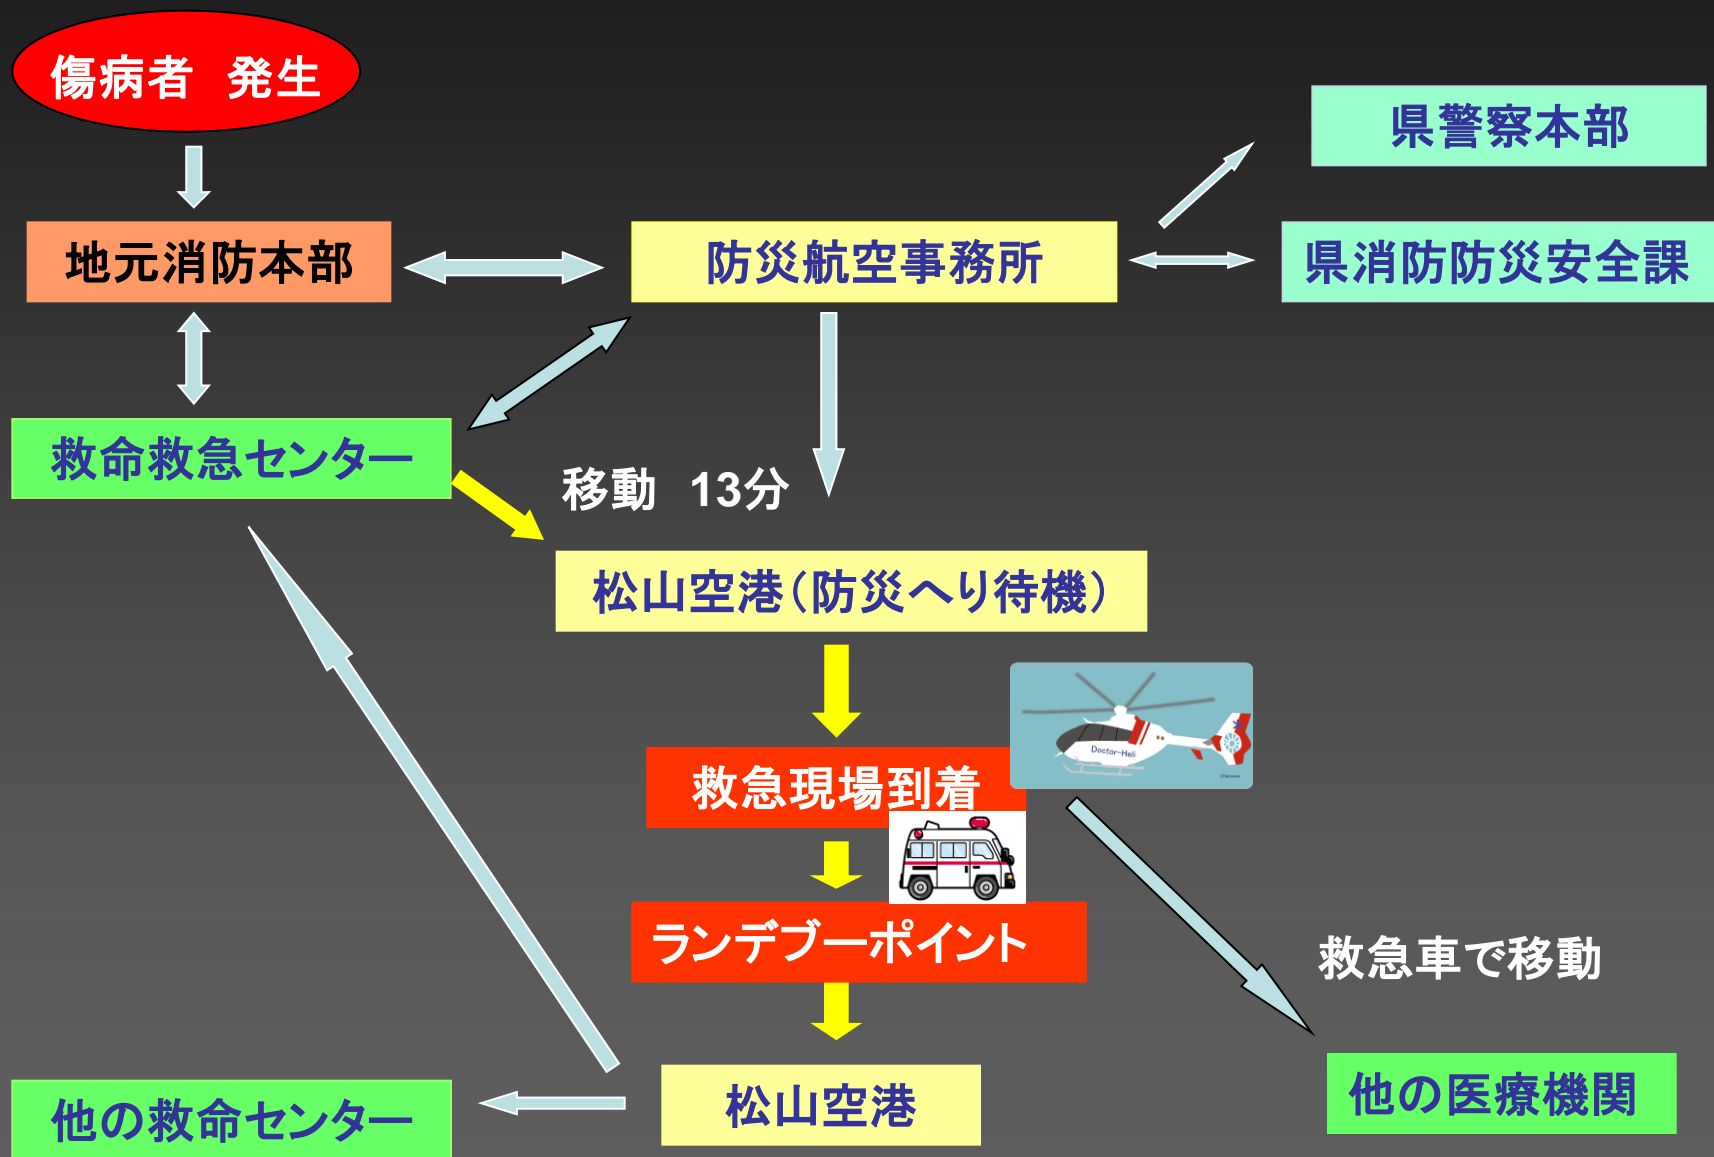 傷病者　発生
県警察本部
地元消防本部
防災航空事務所
県消防防災安全課
救命救急センター
移動　13分
松山空港（防災へり待機）
Doctor-Heli
救急現場到着
ランデブーポイント
救急車で移動
松山空港
他の医療機関
他の救命センター